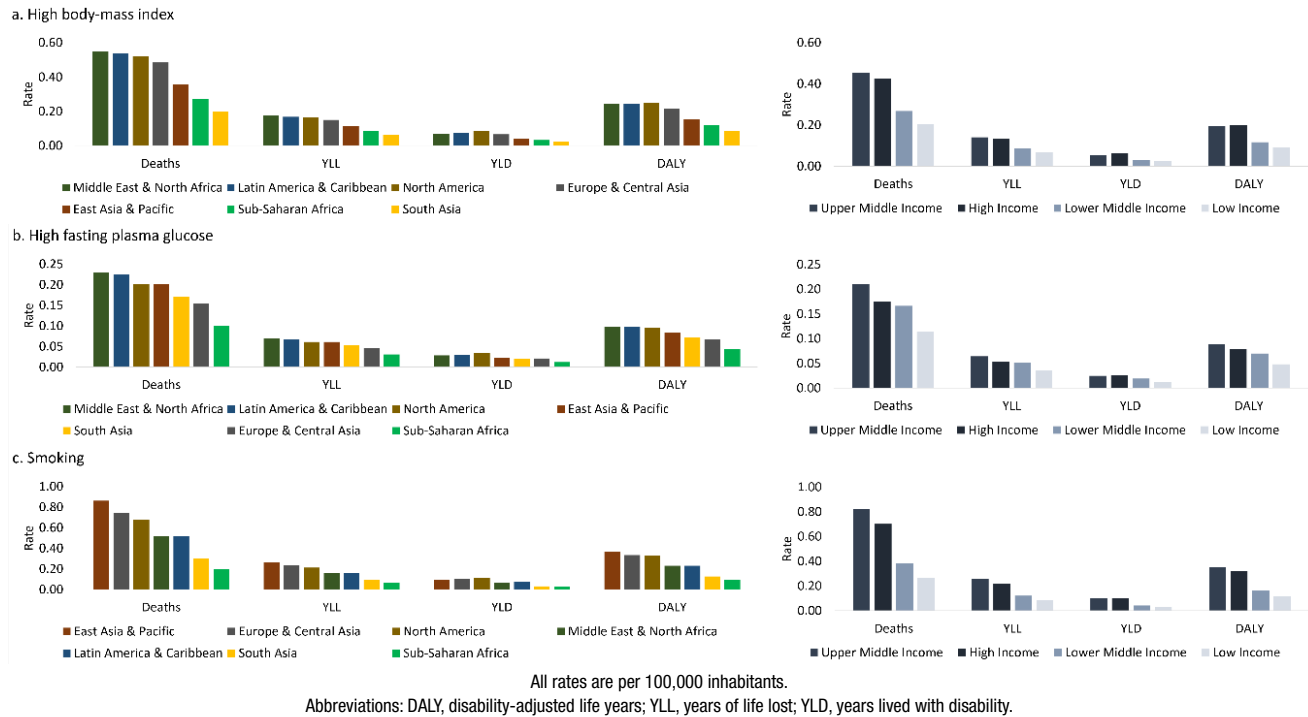 a. High body-mass index
0.60
0.40
0.20
0.00
Rate
Deaths YLL YLD DALY
Middle East & North Africa Latin America & Caribbean North America Europe & Central Asia
East Asia & Pacific Sub-Saharan Africa South Asia
0.60
0.40
0.20
0.00
Rate
Deaths YLL YLD DALY
Upper Middle Income High Income Lower Middle Income Low Income
b. High fasting plasma glucose
0.25
0.20
0.15
0.10
0.05
0.00
Rate
Deaths YLL YLD DALY
Middle East & North Africa Latin America & Caribbean North America East Asia & Pacific
South Asia Europe & Central Asia Sub-Saharan Africa
0.25
0.20
0.15
0.10
0.05
0.00
Rate
Deaths YLL YLD DALY
Upper Middle Income High Income Lower Middle Income Low Income
c. Smoking
1.00
0.80
0.60
0.40
0.20
0.00
Rate
Deaths YLL YLD DALY
East Asia & Pacific Europe & Central Asia North America Middle East & North Africa
Latin America & Caribbean South Asia Sub-Saharan Africa
1.00
0.80
0.60
0.40
0.20
0.00
Rate
Deaths YLL YLD DALY
Upper Middle Income High Income Lower Middle Income Low Income
All rates are per 100,000 inhabitants.
Abbreviations: DALY, disability-adjusted life years; YLL, years of life lost; YLD, years lived with disability.